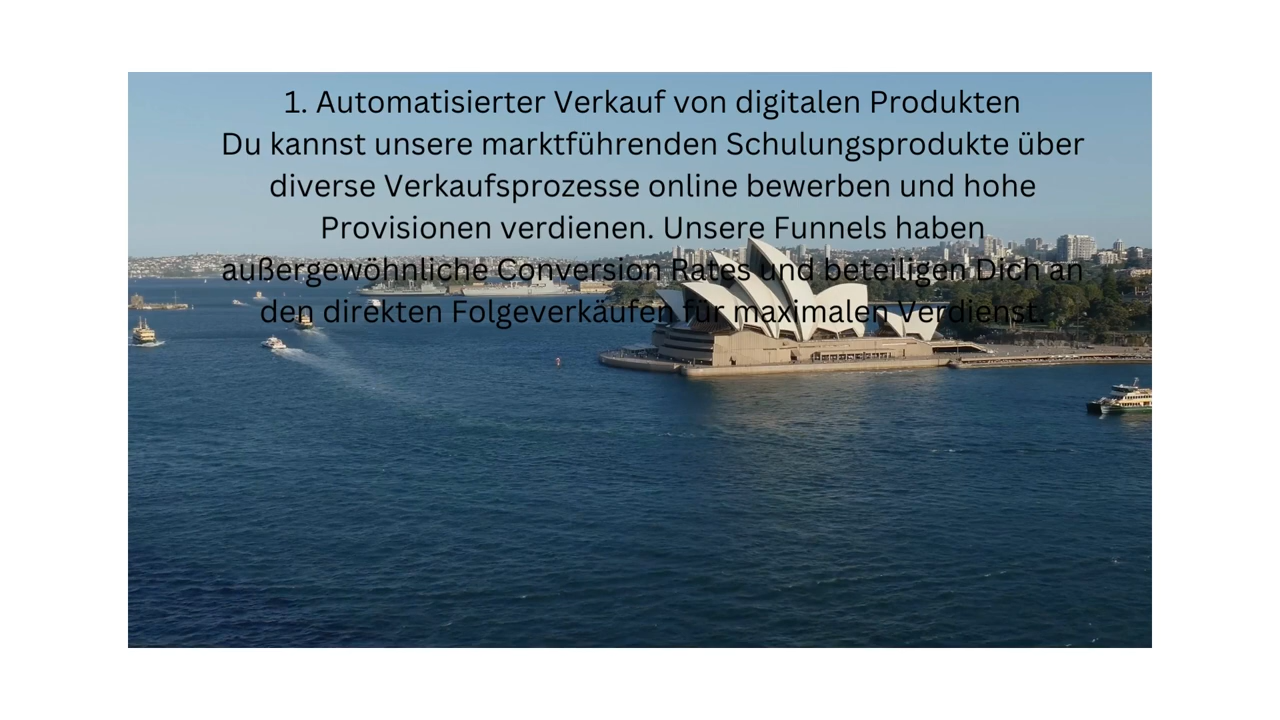 1. Automatisierter Verkauf von digitalen Produkten
Du kannst unsere marktführenden Schulungsprodukte über
diverse Verkaufsprozesse online bewerben und hohe
Provisionen verdienen. Unsere Funnels haben
außergewöhnliche Conversion Rates und beteiligen Dich an
den direkten Folgeverkäufen für maximalen Verdienst.